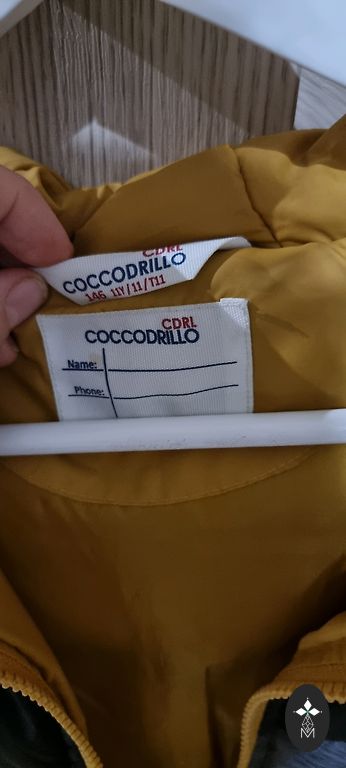 CDRL
COCCODRILLO
146 11Y/11/T11
CDRL
COCCODRILLO
Name:
Phone:
M